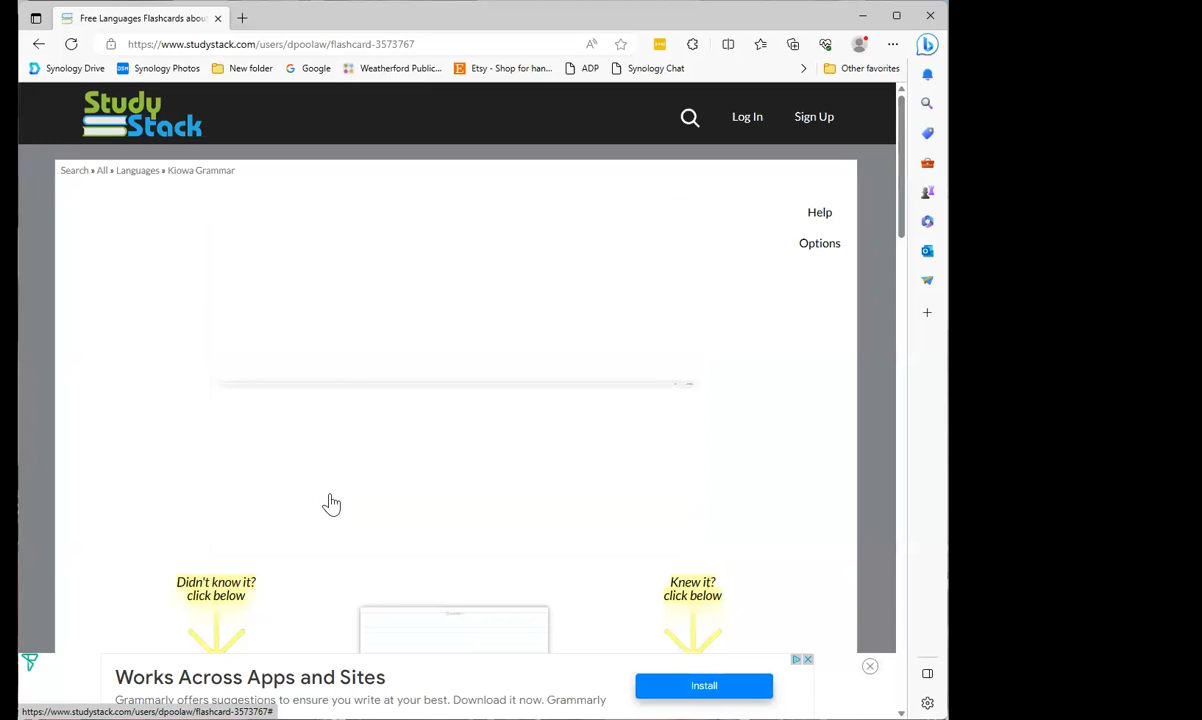 Free Languages Flashcards abou
https://www.studystack.com/users/dpoolaw/flashcard-3573767
Synology Drive
Synology Photos
New folder
Google
Weatherford Public...
Etsy - Shop for han...
ADP
Synology Chat
Other favorites
Study
Stack
Log In
Sign Up
Search » All » Languages » Kiowa Grammar
Help
Options
Didn't know it?
click below
Knew it?
click below
Works Across Apps and Sites
Grammarly offers suggestions to ensure you write at your best. Download it now. Grammarly
Install
https://www.studystack.com/users/dpoolaw/flashcard-3573767#